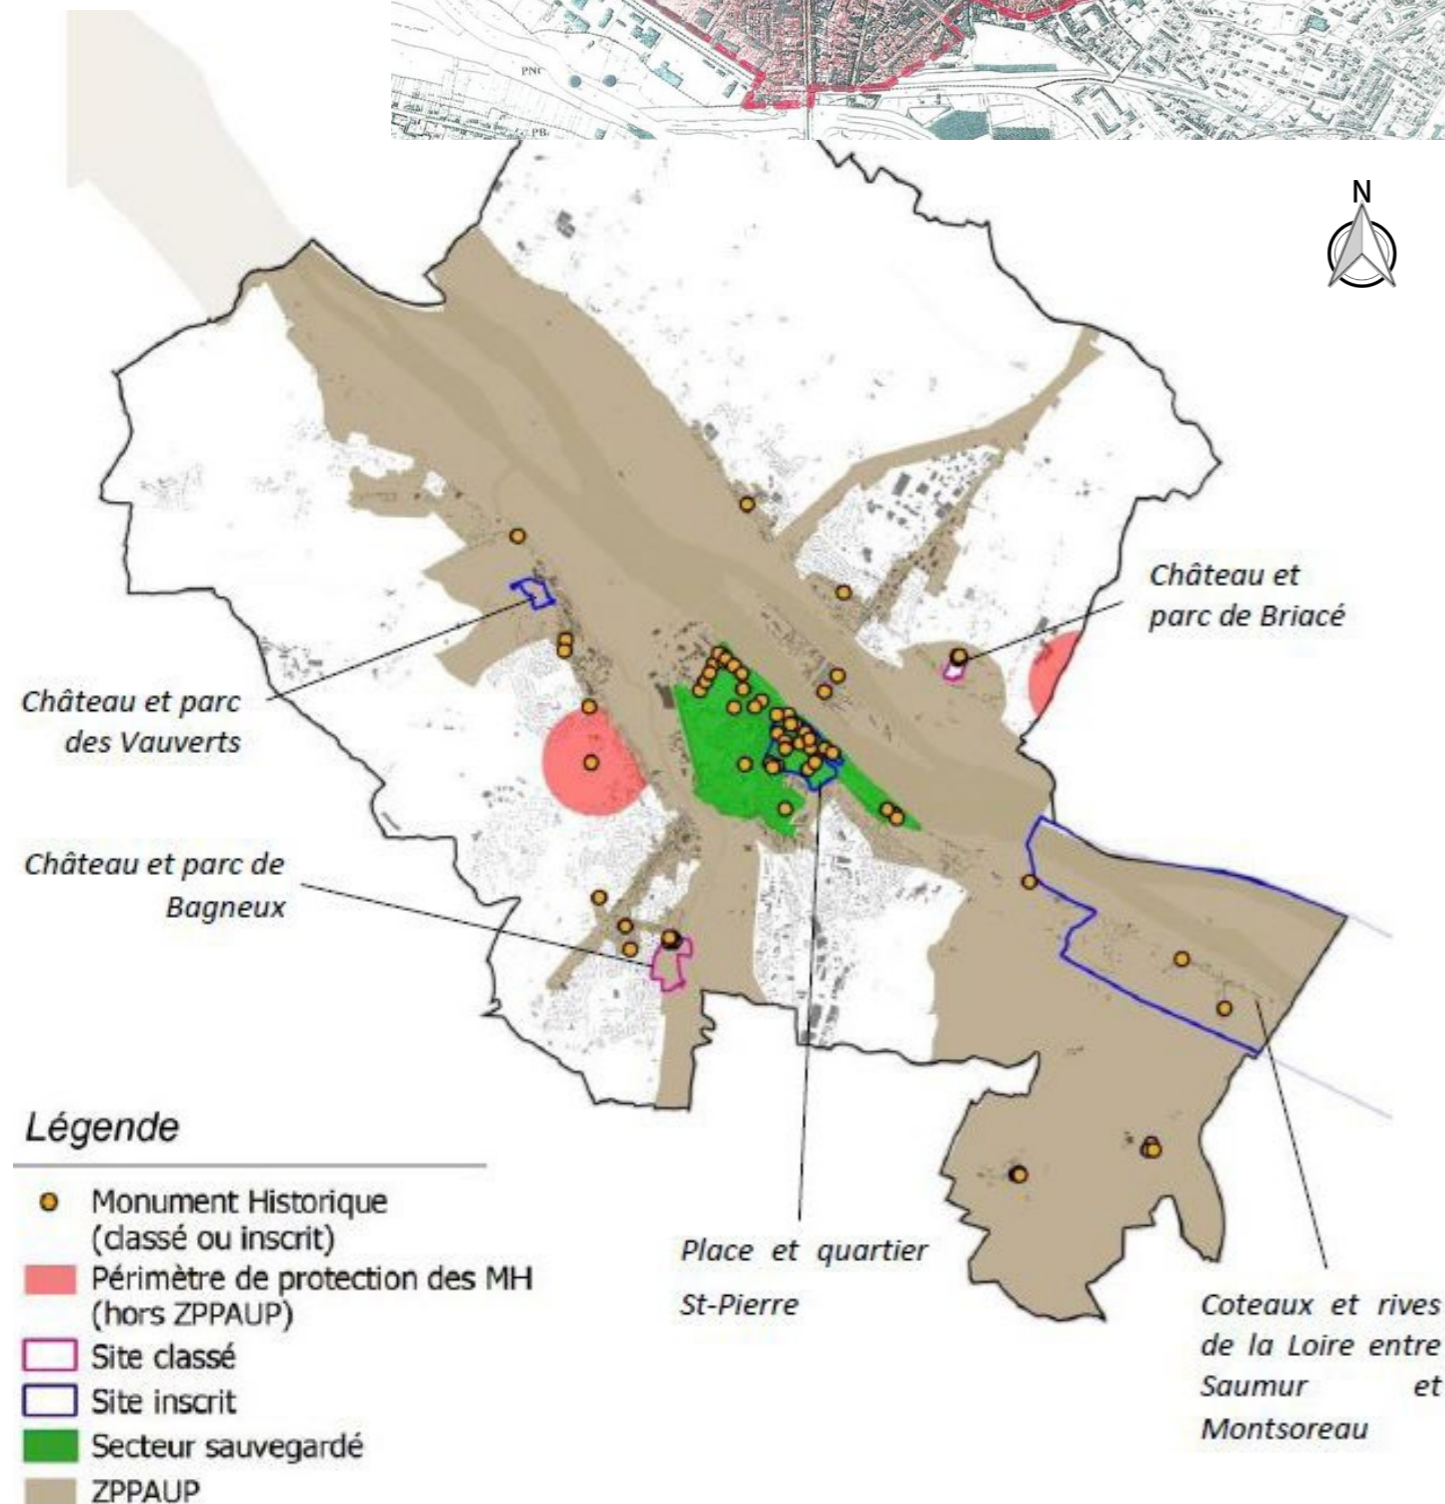 PNC
PB
N
Château et
parc de Briacé
Château et parc
des Vauverts
Château et parc de
Bagneux
Légende
Monument Historique
(classé ou inscrit)
Périmètre de protection des MH
(hors ZPPAUP)
Site classé
Site inscrit
Secteur sauvegardé
ZPPAUP
Place et quartier
St-Pierre
Coteaux et rives
de la Loire entre
Saumur et
Montsoreau